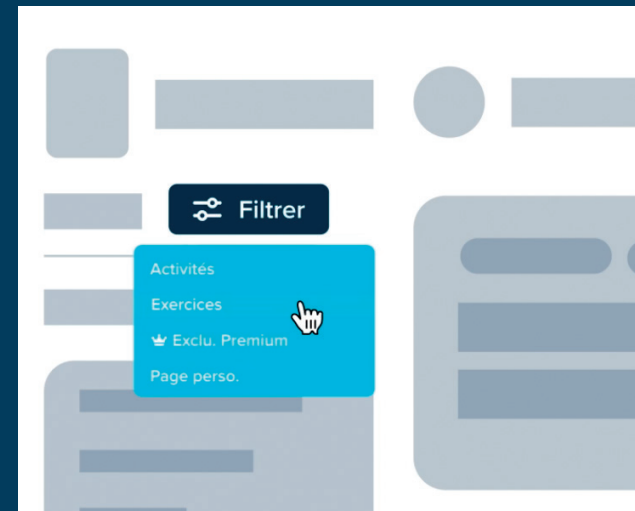 Filtrer
Activités
Exercices
Exclu. Premium
Page perso.